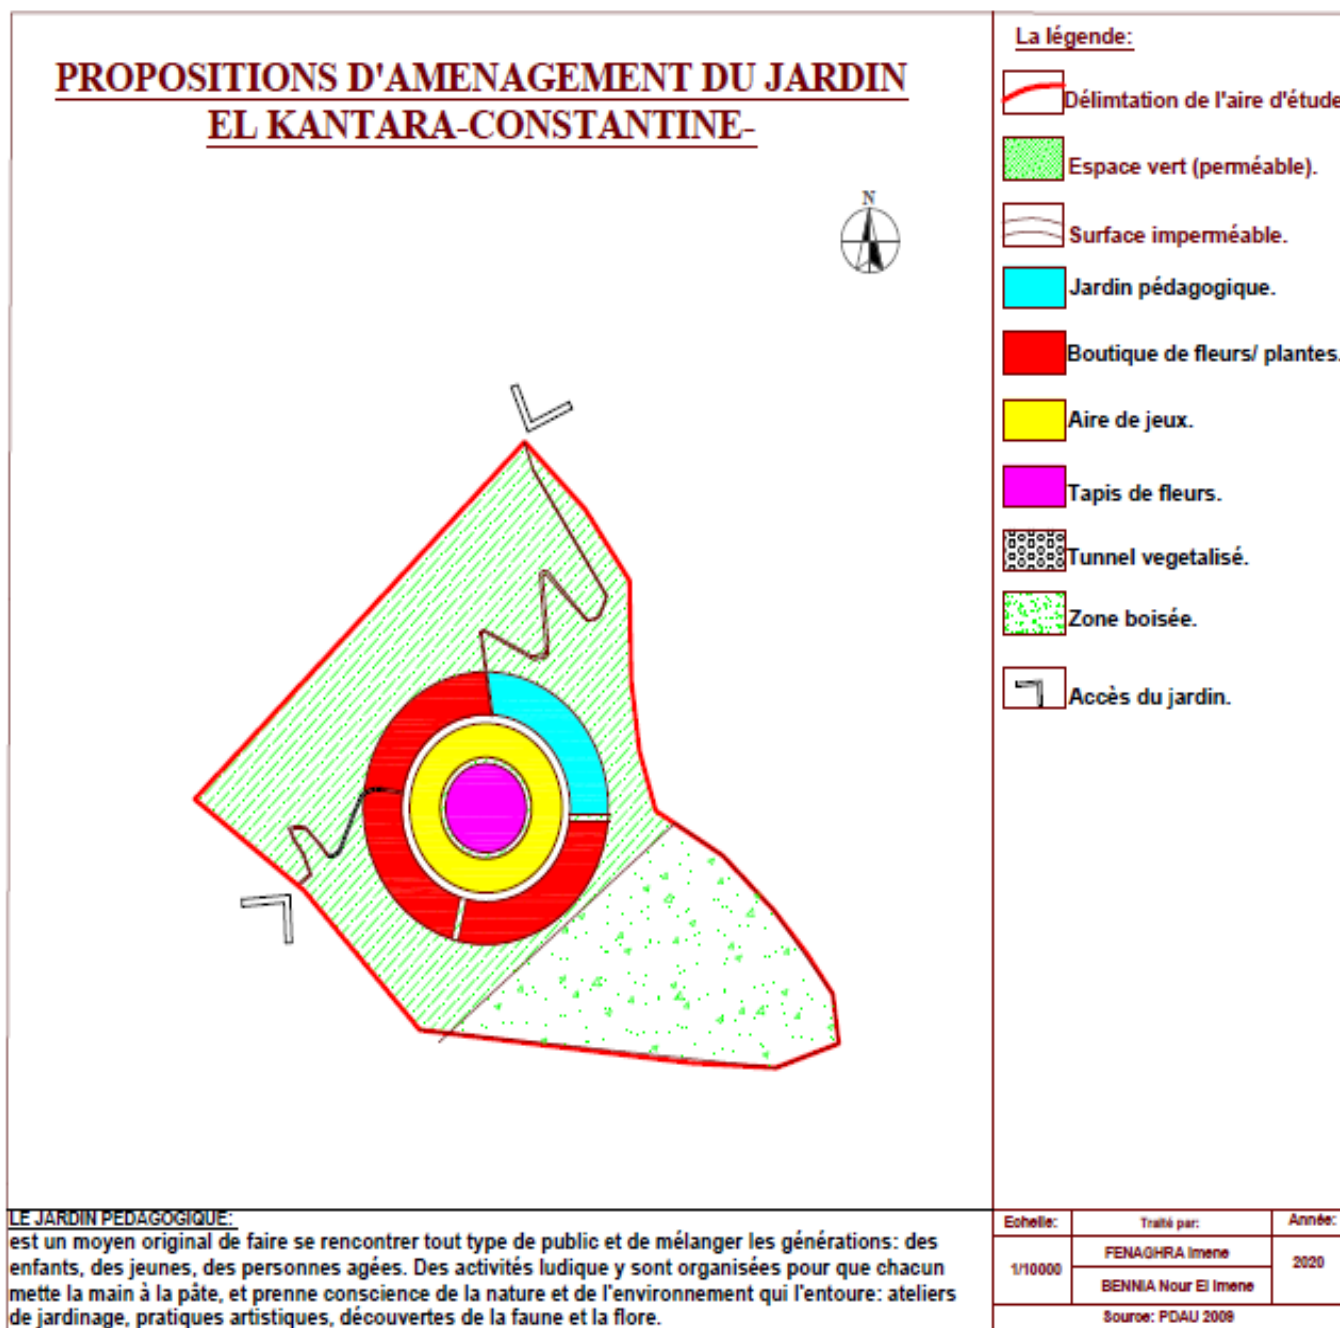 PROPOSITIONS D'AMENAGEMENT DU JARDIN
EL KANTARA-CONSTANTINE-
N
La légende:
Délimtation de l'aire d'étude
Espace vert (perméable).
Surface imperméable.
Jardin pédagogique.
Boutique de fleurs/ plantes.
Aire de jeux.
Tapis de fleurs.
Tunnel vegetalisé.
Zone boisée.
Accès du jardin.
LE JARDIN PEDAGOGIQUE:
est un moyen original de faire se rencontrer tout type de public et de mélanger les générations: des
enfants, des jeunes, des personnes agées. Des activités ludique y sont organisées pour que chacun
mette la main à la pâte, et prenne conscience de la nature et de l'environnement qui l'entoure: ateliers
de jardinage, pratiques artistiques, découvertes de la faune et la flore.
Echelle:
Traité par:
Année:
1/10000
FENAGHRA Imene
BENNIA Nour El Imene
2020
Source: PDAU 2009